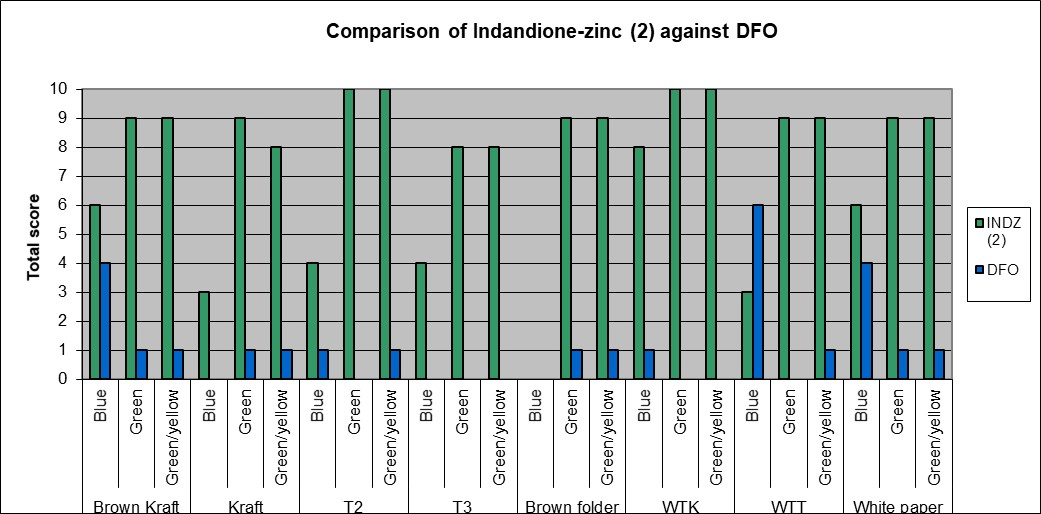 Comparison of Indandione-zinc (2) against DFO
Total score
10
9
8
7
6
5
4
3
2
1
0
Blue
Green
Green/yellow
Blue
Green
Green/yellow
Blue
Green
Green/yellow
Blue
Green
Green/yellow
Blue
Green
Green/yellow
Blue
Green
Green/yellow
Blue
Green
Green/yellow
Blue
Green
Green/yellow
Brown Kraft
Kraft
T2
T3
Brown folder
WTK
WTT
White paper
INDZ
(2)
DFO